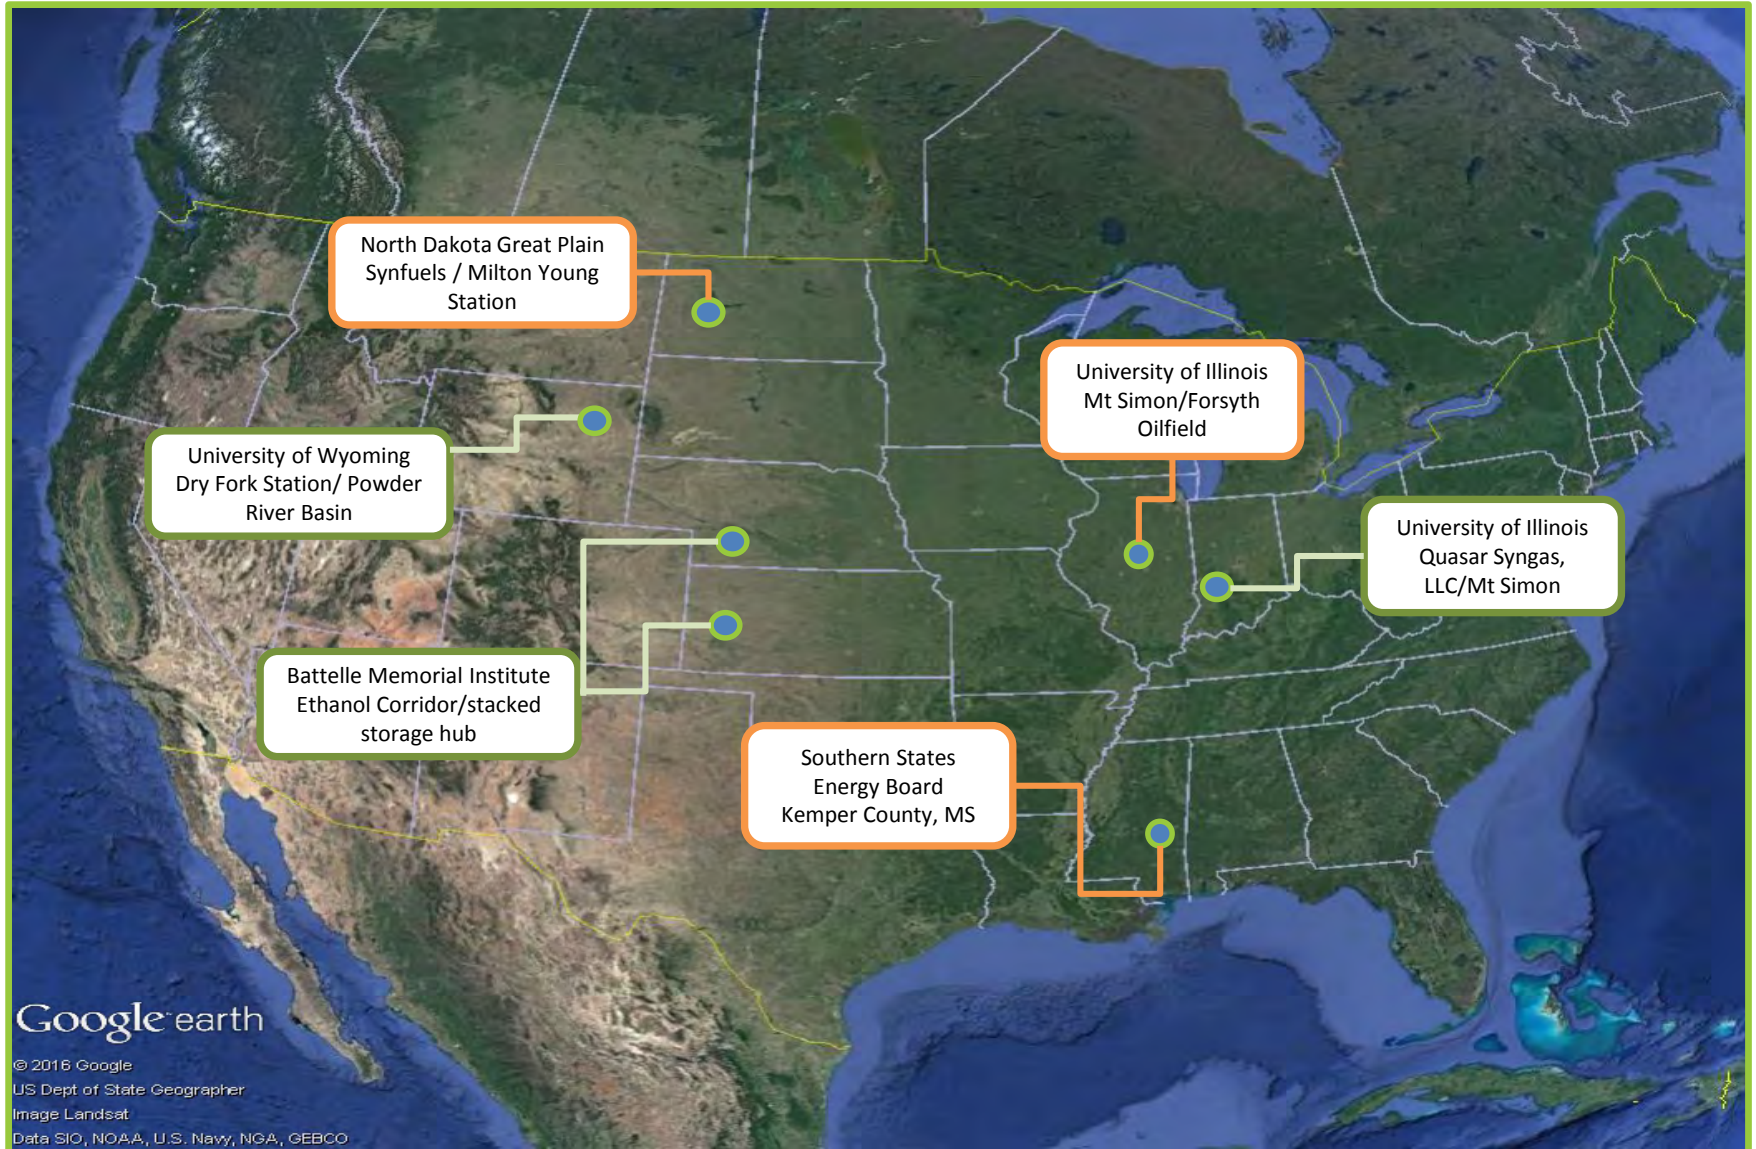 North Dakota Great Plain
Synfuels / Milton Young
Station
University of Illinois
Mt Simon/Forsyth
Oilfield
University of Wyoming
Dry Fork Station/ Powder
River Basin
University of Illinois
Quasar Syngas,
LLC/Mt Simon
Battelle Memorial Institute
Ethanol Corridor/stacked
storage hub
Southern States
Energy Board
Kemper County, MS
Google earth
© 2016 Google
US Dept of State Geographer
Image Landsat
Data SIO, NOAA, U.S. Navy, NGA, GEBCO